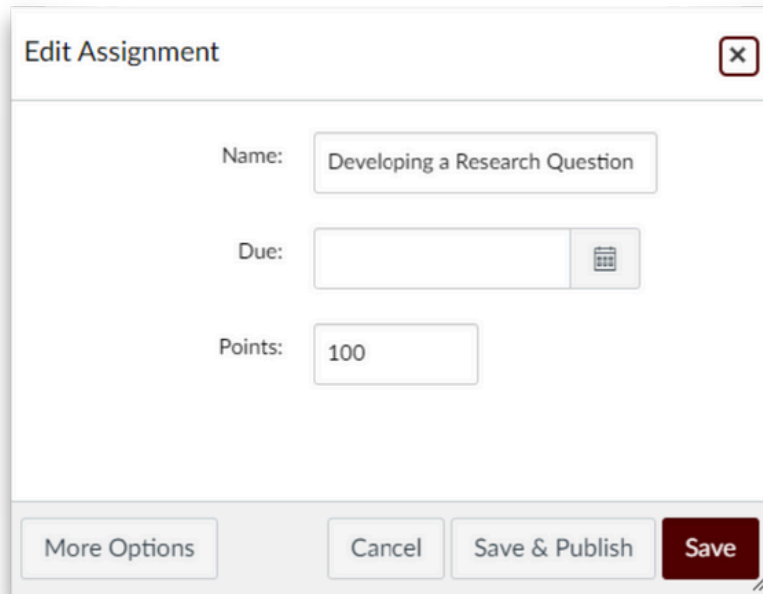 Edit Assignment
Name: Developing a Research Question
Due:
Points: 100
More Options Cancel Save & Publish Save